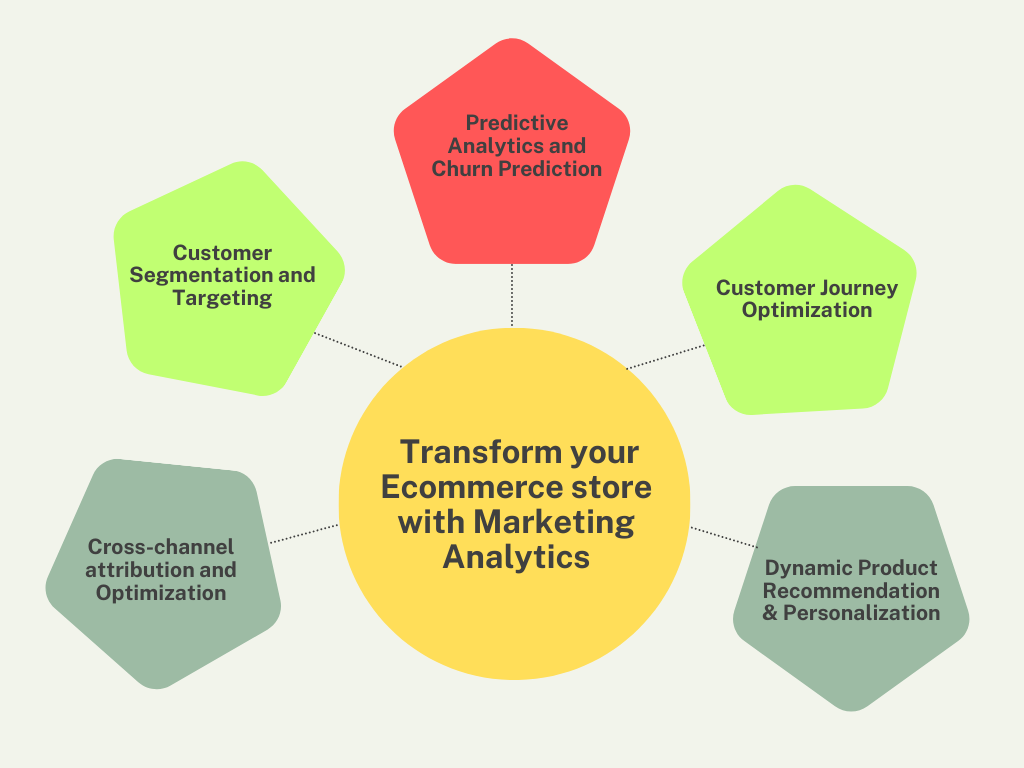 Predictive
Analytics and
Churn Prediction
Customer
Segmentation and
Targeting
Customer Journey
Optimization
Transform your
Ecommerce store
with Marketing
Analytics
Cross-channel
attribution and
Optimization
Dynamic Product
Recommendation
& Personalization